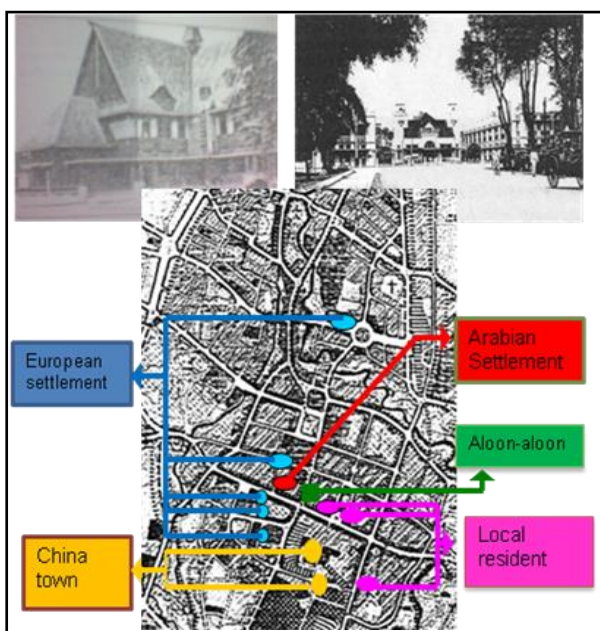 European
settlement
Arabian
Settlement
Aloon-aloon
China
town
Local
resident